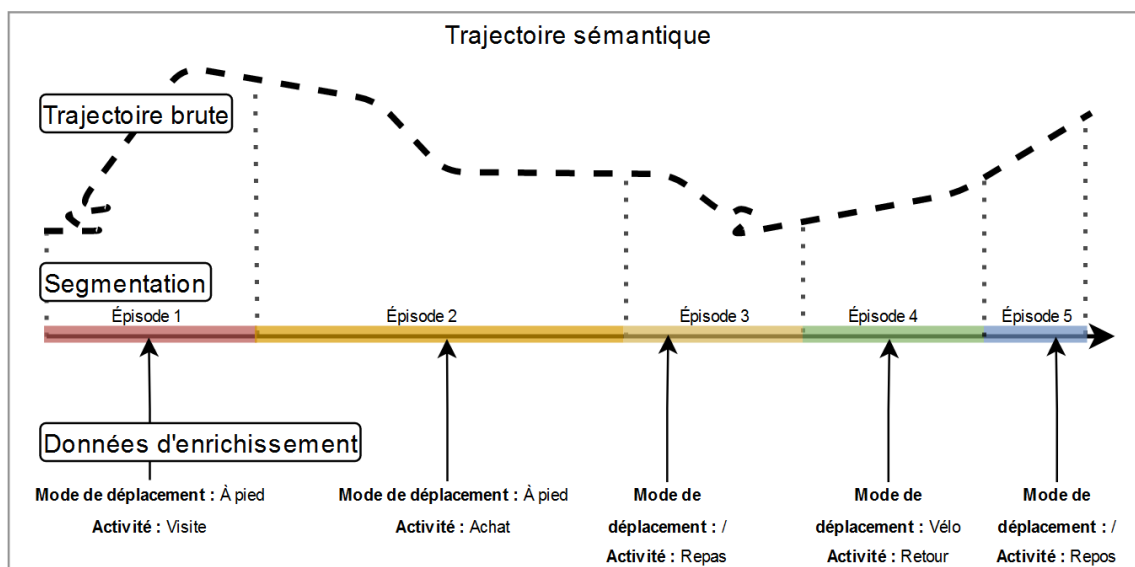 Trajectoire sémantique
Trajectoire brute
Segmentation
Épisode 1
Épisode 2
Épisode 3
Épisode 4
Épisode 5
Données d'enrichissement
Mode de déplacement : À pied
Activité : Visite
Mode de déplacement : À pied
Activité : Achat
Mode de
déplacement : /
Activité : Repas
Mode de
déplacement : Vélo
Activité : Retour
Mode de
déplacement : /
Activité : Repos